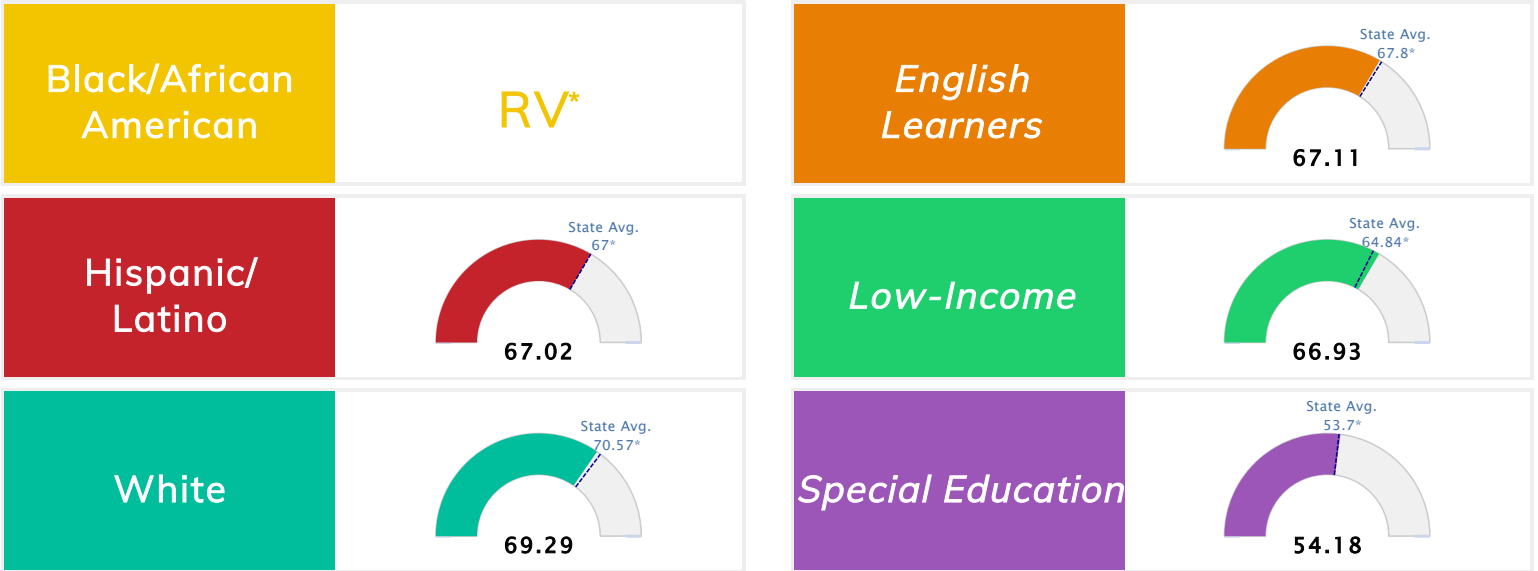 Black/African
American
RV*
English
Learners
State Avg.
67.8*
67.11
Hispanic/
Latino
State Avg.
67*
67.02
Low-Income
State Avg.
64.84*
66.93
White
State Avg.
70.57*
69.29
Special Education
State Avg.
53.7*
54.18